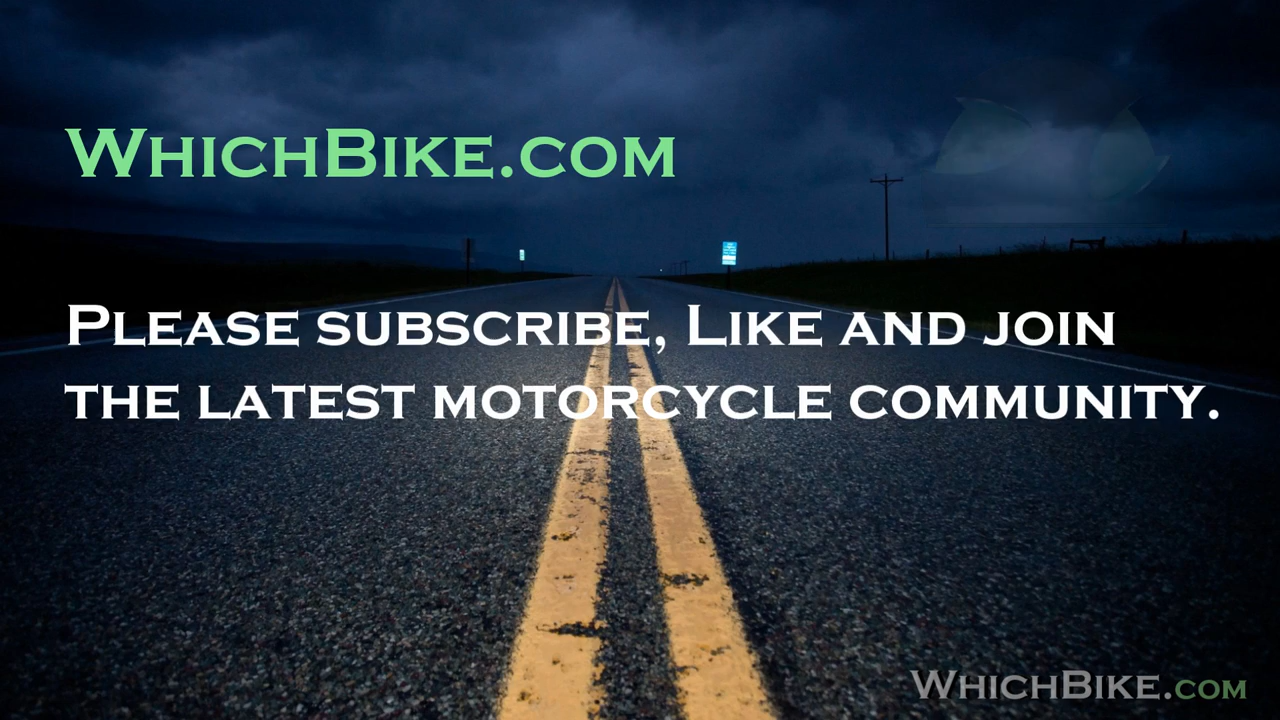 WhichBike.com
Please subscribe, Like and join
the latest motorcycle community.
WhichBike.com